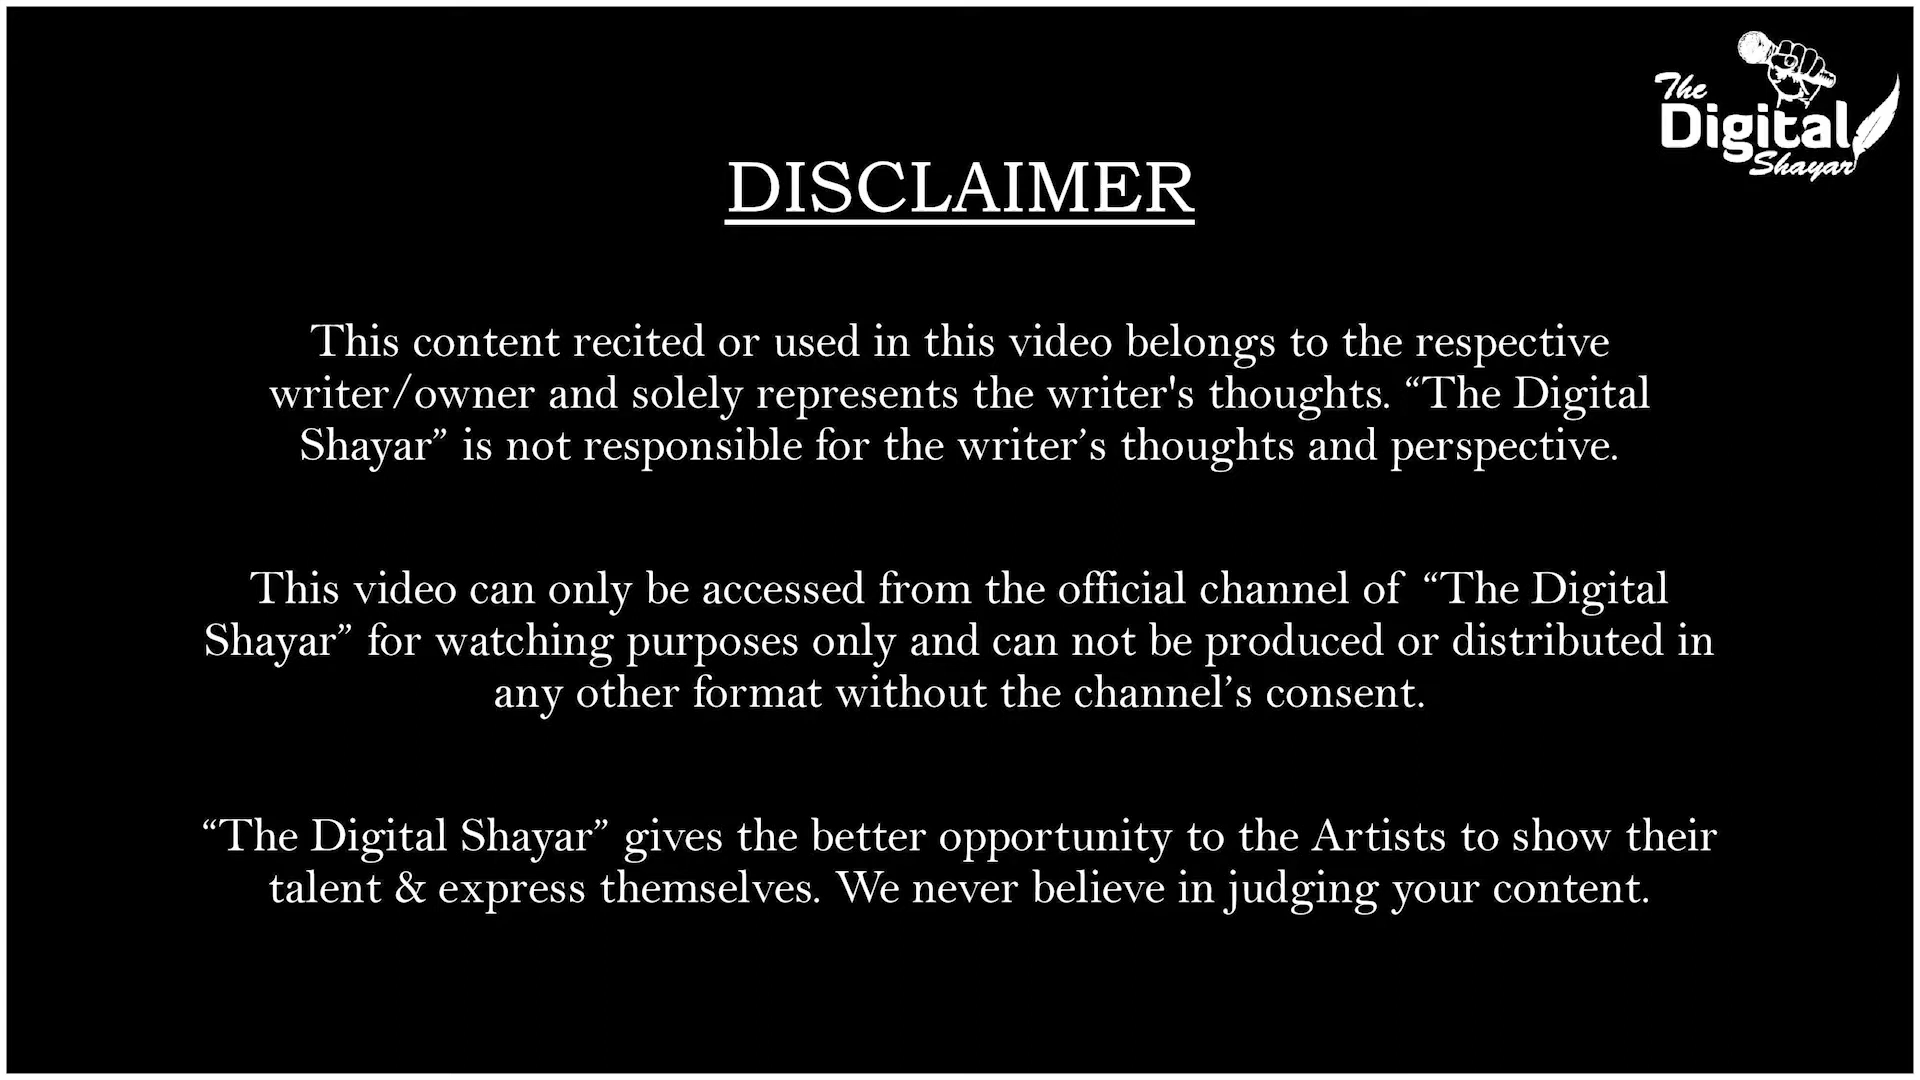 The
Digital
Shayar
DISCLAIMER
This content recited or used in this video belongs to the respective
writer/owner and solely represents the writer's thoughts. “The Digital
Shayar” is not responsible for the writer’s thoughts and perspective.
This video can only be accessed from the official channel of “The Digital
Shayar” for watching purposes only and can not be produced or distributed in
any other format without the channel’s consent.
“The Digital Shayar” gives the better opportunity to the Artists to show their
talent & express themselves. We never believe in judging your content.